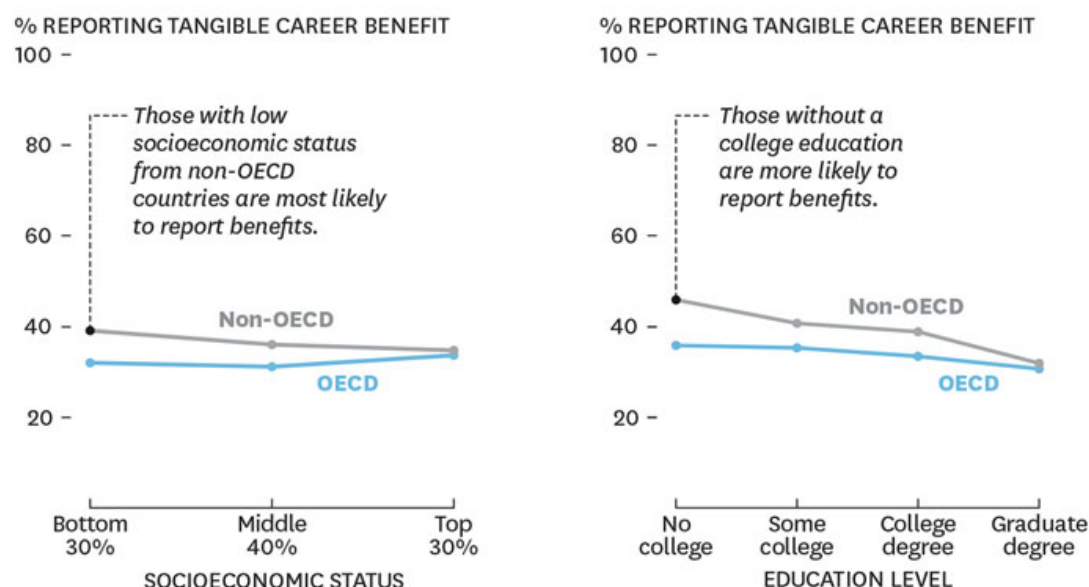 % REPORTING TANGIBLE CAREER BENEFIT
100
Those with low
socioeconomic status
from non-OECD
countries are most likely
to report benefits.
80
60
40
20
Non-OECD
OECD
Bottom
30%
Middle
40%
Top
30%
SOCIOECONOMIC STATUS
% REPORTING TANGIBLE CAREER BENEFIT
100
Those without a
college education
are more likely to
report benefits.
80
60
40
20
Non-OECD
OECD
No
college
Some
college
College
degree
Graduate
degree
EDUCATION LEVEL